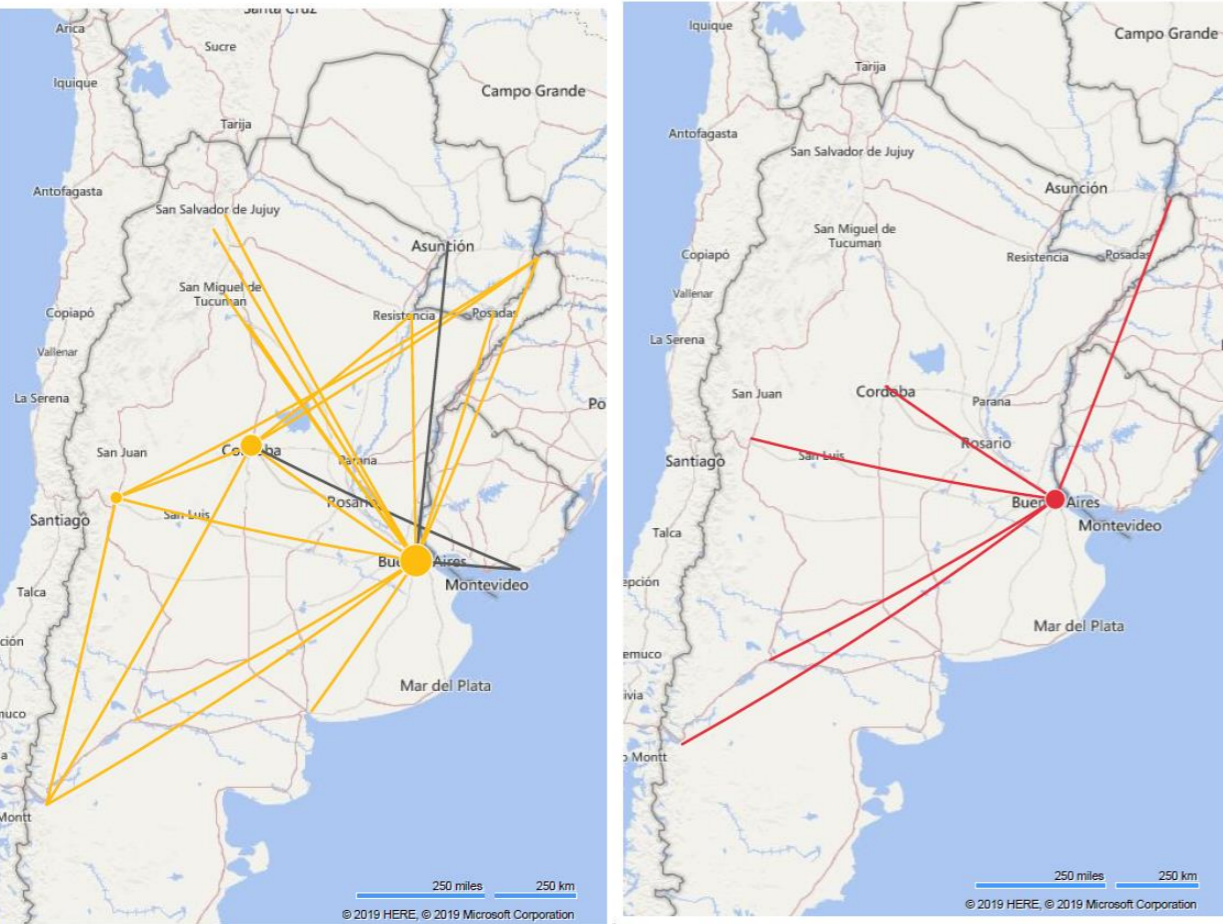 Santa Cruz
Arica
Sucre
Iquique
Campo Grande
Tarija
Antofagasta
San Salvador de Jujuy
Asunción
San Miguel de
Tucuman
Copiapó
Resistencia
Posadas
Vallenar
La Serena
Po
San Juan
Cordoba
Parana
Rosario
Santiago
San Luis
Buenos Aires
Montevideo
Talca
ción
Mar del Plata
muco
a
Montt
250 miles
250 km
© 2019 HERE, © 2019 Microsoft Corporation
Iquique
Campo Grande
Tarija
Antofagasta
San Salvador de Jujuy
Asunción
San Miguel de
Tucuman
Copiapó
Resistencia
Posadas
Vallenar
La Serena
San Juan
Cordoba
Parana
Rosario
Santiago
San Luis
Buenos Aires
Montevideo
Talca
epción
Mar del Plata
emuco
ivia
o Montt
250 miles
250 km
© 2019 HERE, © 2019 Microsoft Corporation